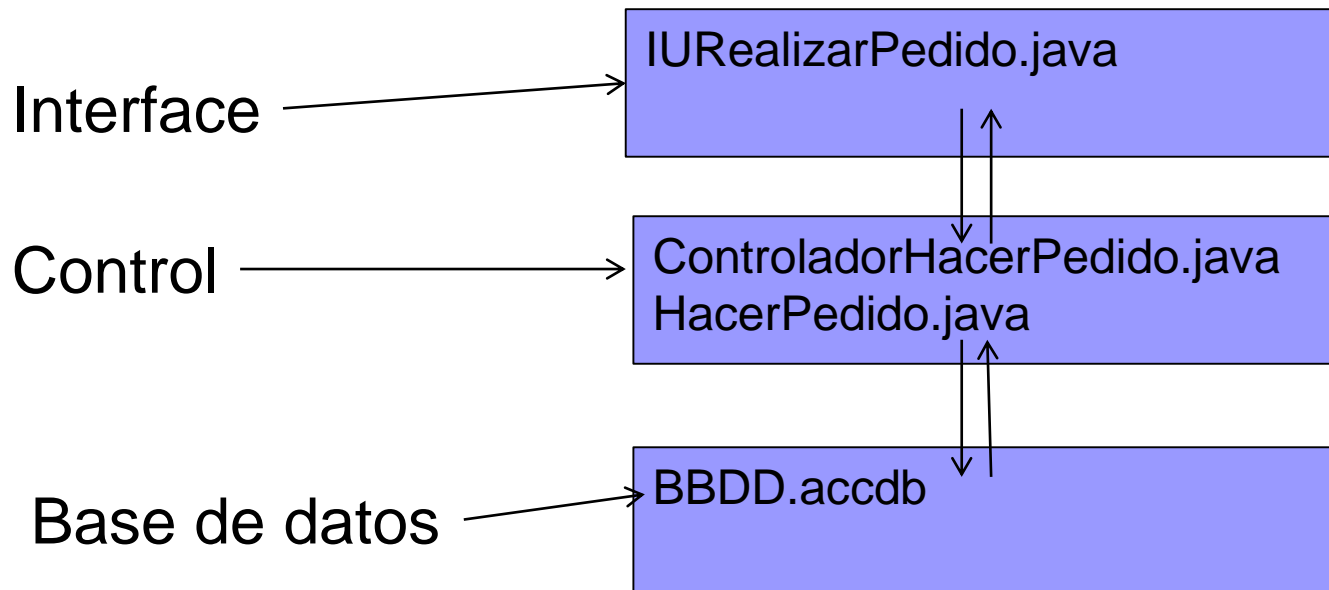 IURealizarPedido.java
Interface
Control
ControladorHacerPedido.java
HacerPedido.java
Base de datos
BBDD.accdb